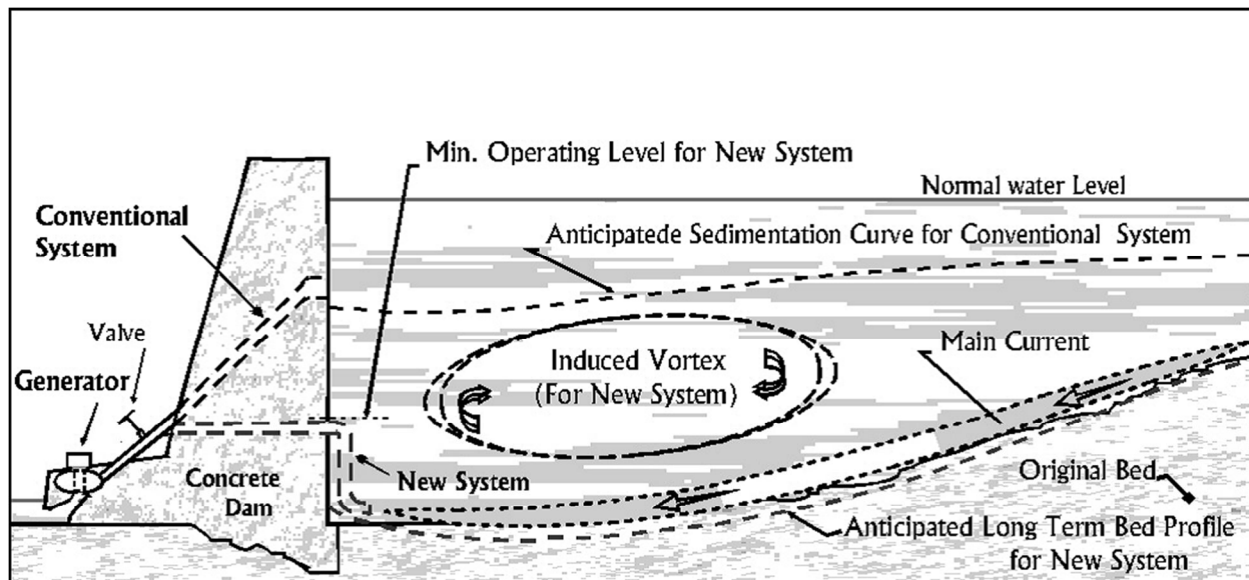 Min. Operating Level for New System
Normal water Level
Conventional
System
Anticipatede Sedimentation Curve for Conventional System
Valve
Main Current
Induced Vortex
(For New System)
Generator
Concrete
Dam
New System
Original Bed
Anticipated Long Term Bed Profile
for New System